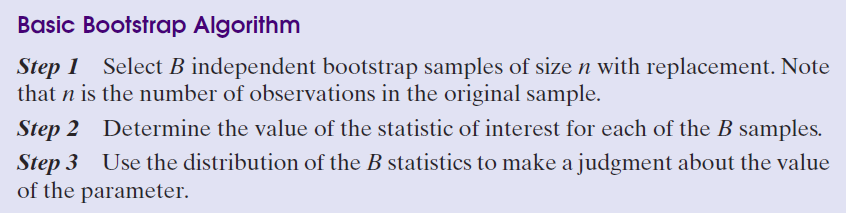 Basic Bootstrap Algorithm
Step 1 Select B independent bootstrap samples of size n with replacement. Note
that n is the number of observations in the original sample.
Step 2 Determine the value of the statistic of interest for each of the B samples.
Step 3 Use the distribution of the B statistics to make a judgment about the value
of the parameter.